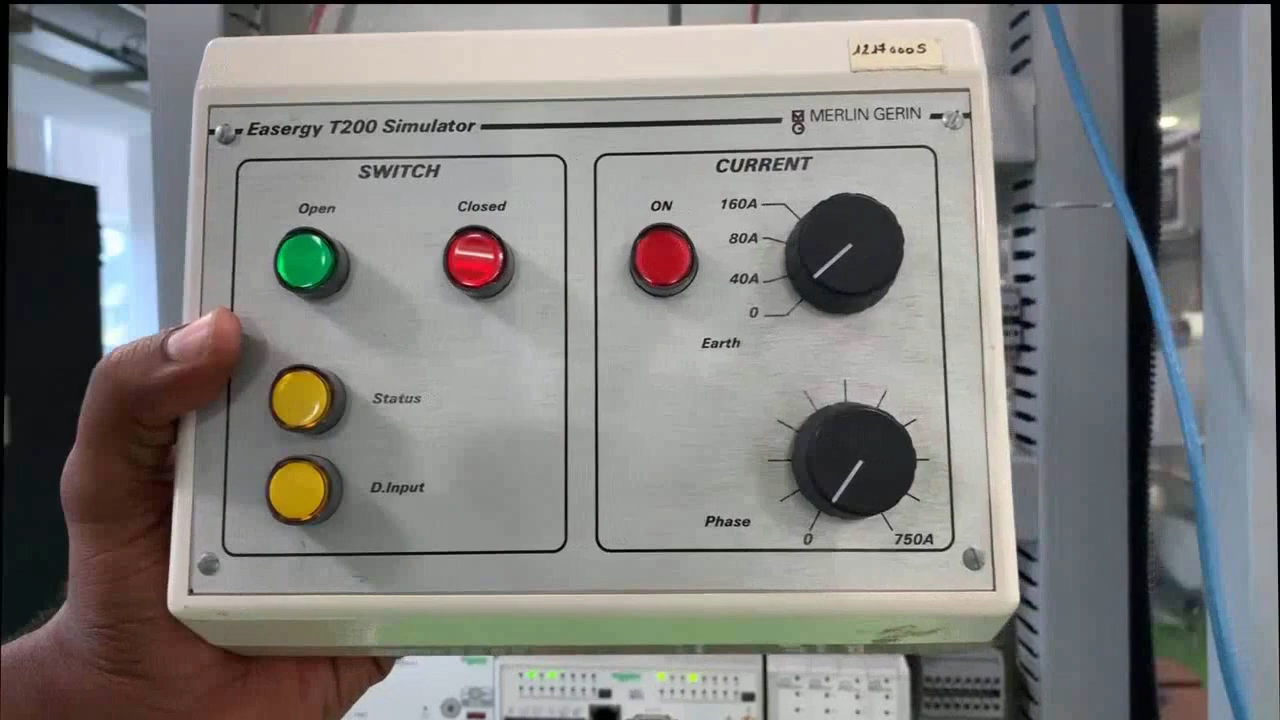 12170005
Easergy T200 Simulator
MERLIN GERIN
SWITCH
Open
Closed
Status
D.Input
CURRENT
ON
160A
80A
40A
0
Earth
Phase
0
750A